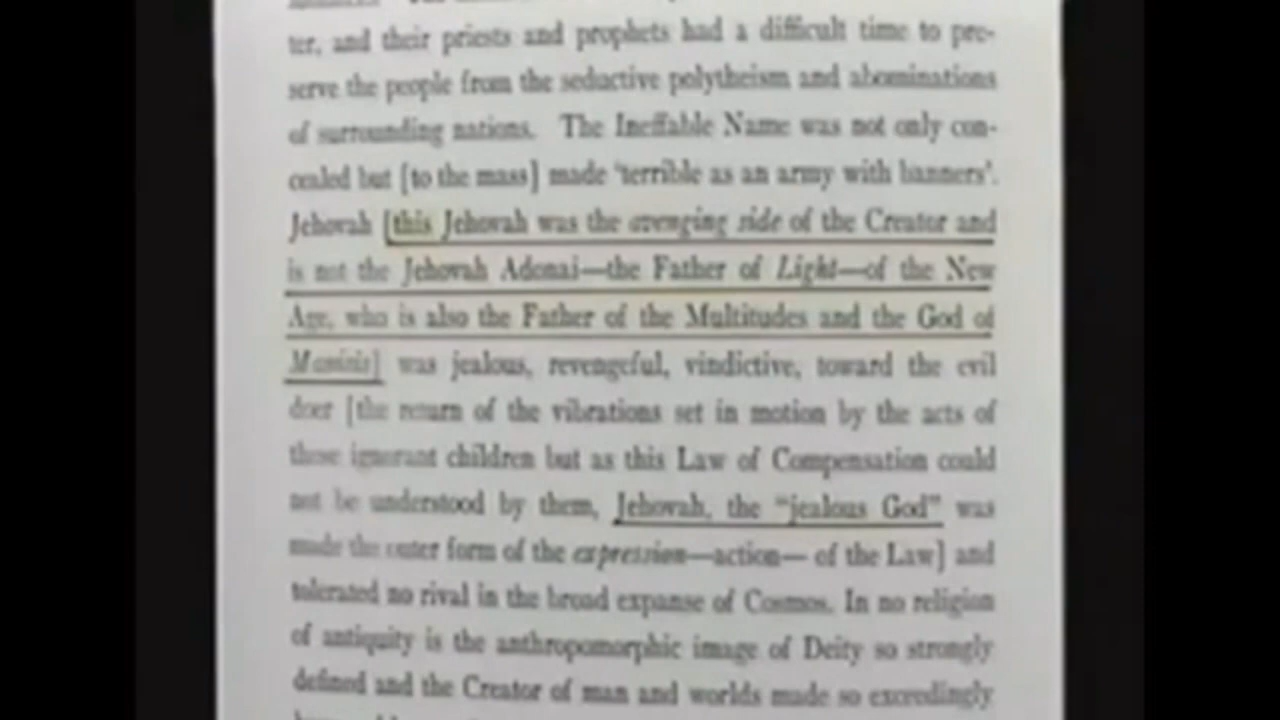 ter, and their priests and prophets had a difficult time to pre-
serve the people from the seductive polytheism and abominations
of surrounding nations. The Ineffable Name was not only con-
cealed but [to the mass] made 'terrible as an army with banners'.
Jehovah [this Jehovah was the avenging side of the Creator and
is not the Jehovah Adonai—the Father of Light—of the New
Age, who is also the Father of the Multitudes and the God of
Manisis] was jealous, revengeful, vindictive, toward the evil
doer [the return of the vibrations set in motion by the acts of
these ignorant children but as this Law of Compensation could
not be understood by them, Jehovah, the "jealous God" was
made the outer form of the expression—action— of the Law] and
tolerated no rival in the broad expanse of Cosmos. In no religion
of antiquity is the anthropomorphic image of Deity so strongly
defined and the Creator of man and worlds made so exceedingly